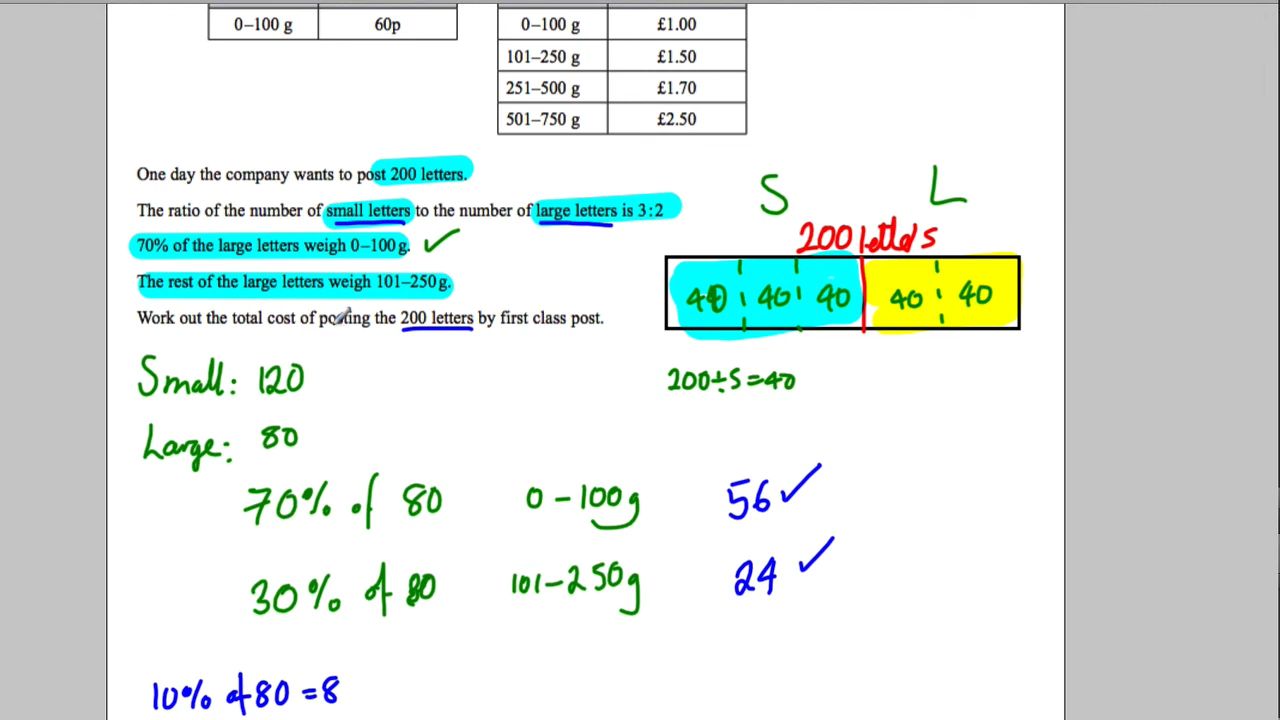 0–100 g 60p
0–100 g £1.00
101–250 g £1.50
251–500 g £1.70
501–750 g £2.50
One day the company wants to post 200 letters.
The ratio of the number of small letters to the number of large letters is 3:2
70% of the large letters weigh 0–100 g.
The rest of the large letters weigh 101–250 g.
Work out the total cost of posting the 200 letters by first class post.
S L
200 letters
40 40 40 40 40
200÷5=40
Small: 120
Large: 80
70% of 80 0–100g 56
30% of 80 101–250g 24
10% of 80 = 8